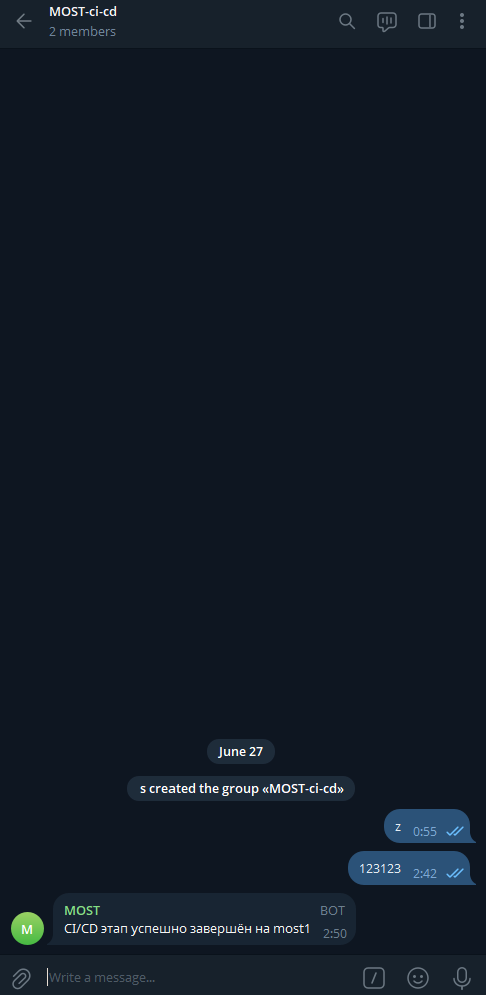 MOST-ci-cd
2 members
June 27
s created the group «MOST-ci-cd»
z 0:55
123123 2:42
M
MOST BOT
CI/CD этап успешно завершён на most1 2:50
Write a message...